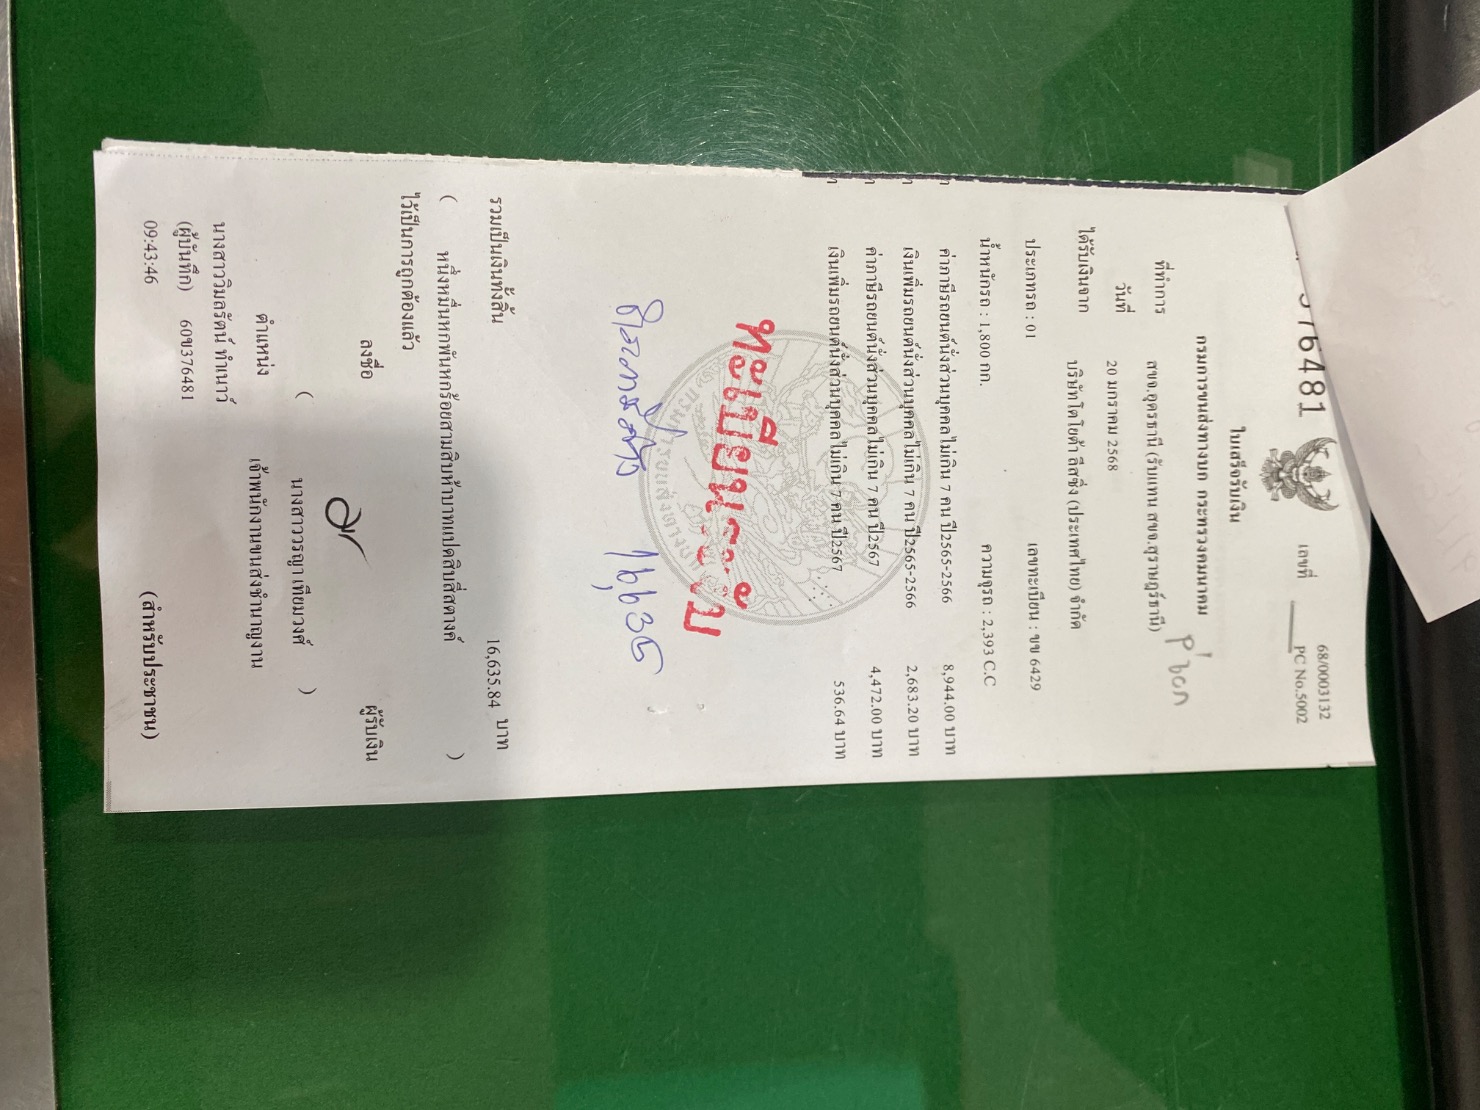 68/0003132
376481
เลขที่
PC No.5002
ใบเสร็จรับเงิน
กรมการขนส่งทางบก กระทรวงคมนาคม
ที่ทำการ สขจ.อุดรธานี (รับแทน สขจ.สุราษฎร์ธานี)
วันที่ 20 มกราคม 2568
ได้รับเงินจาก บริษัทโตโยต้า ลีสซิ่ง (ประเทศไทย) จำกัด
ประเภทรถ : 01 เลขทะเบียน : ขข 6429
น้ำหนักรถ : 1,800 กก. ความจุรถ : 2,393 C.C
ค่าภาษีรถยนต์นั่งส่วนบุคคลไม่เกิน 7 คน ปี2565-2566 8,944.00 บาท
เงินเพิ่มรถยนต์นั่งส่วนบุคคลไม่เกิน 7 คน ปี2565-2566 2,683.20 บาท
ค่าภาษีรถยนต์นั่งส่วนบุคคลไม่เกิน 7 คน ปี2567 4,472.00 บาท
เงินเพิ่มรถยนต์นั่งส่วนบุคคลไม่เกิน 7 คน ปี2567 536.64 บาท
ทะเบียนระงับ
16,635
รวมเป็นเงินทั้งสิ้น 16,635.84 บาท
( หนึ่งหมื่นหกพันหกร้อยสามสิบห้าบาทแปดสิบสี่สตางค์ )
ไว้เป็นการถูกต้องแล้ว
ลงชื่อ ผู้รับเงิน
( นางสาววรญา เทียมวงศ์ )
ตำแหน่ง เจ้าพนักงานขนส่งชำนาญงาน
นางสาววิมลรัตน์ ทำเนาว์
(ผู้บันทึก) 60ข376481
09:43:46 (สำหรับประชาชน)